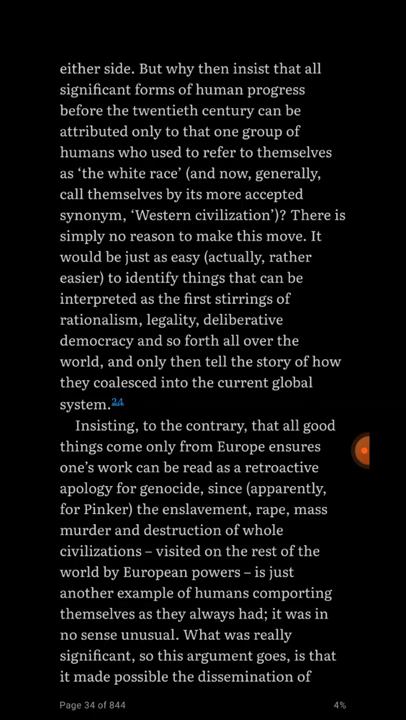 either side. But why then insist that all
significant forms of human progress
before the twentieth century can be
attributed only to that one group of
humans who used to refer to themselves
as ‘the white race’ (and now, generally,
call themselves by its more accepted
synonym, ‘Western civilization’)? There is
simply no reason to make this move. It
would be just as easy (actually, rather
easier) to identify things that can be
interpreted as the first stirrings of
rationalism, legality, deliberative
democracy and so forth all over the
world, and only then tell the story of how
they coalesced into the current global
system.24
Insisting, to the contrary, that all good
things come only from Europe ensures
one’s work can be read as a retroactive
apology for genocide, since (apparently,
for Pinker) the enslavement, rape, mass
murder and destruction of whole
civilizations – visited on the rest of the
world by European powers – is just
another example of humans comporting
themselves as they always had; it was in
no sense unusual. What was really
significant, so this argument goes, is that
it made possible the dissemination of
Page 34 of 844 4%